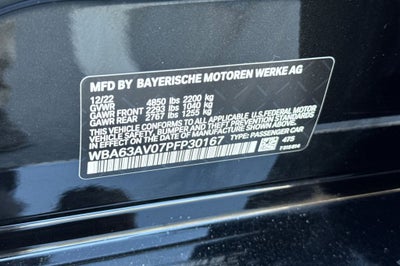 MFD BY BAYERISCHE MOTOREN WERKE AG
12/22
GVWR 4850 lbs 2200 kg
GAWR FRONT 2293 lbs 1040 kg
GAWR REAR 2767 lbs 1255 kg
THIS VEHICLE CONFORMS TO ALL APPLICABLE U.S. FEDERAL MOTOR
VEHICLE SAFETY, BUMPER, AND THEFT PREVENTION STANDARDS IN
EFFECT ON THE DATE OF MANUFACTURE SHOWN ABOVE.
WBA63AV07PFP30167 TYPE: PASSENGER CAR
475